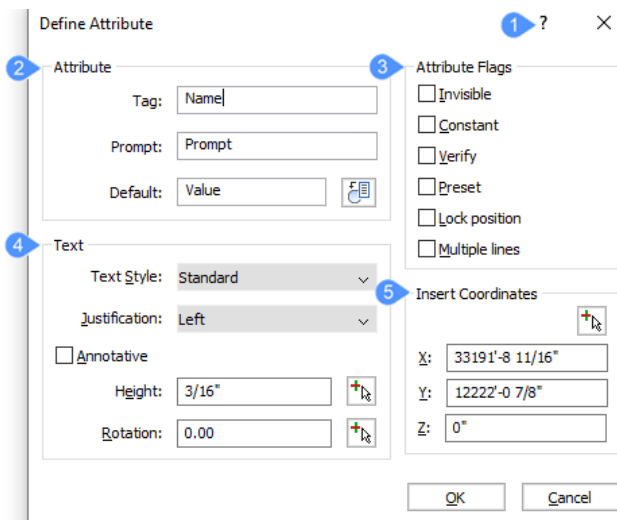 Define Attribute
1 ? ×
2 Attribute
Tag: Name
Prompt: Prompt
Default: Value
3 Attribute Flags
Invisible
Constant
Verify
Preset
Lock position
Multiple lines
4 Text
Text Style: Standard
Justification: Left
Annotative
Height: 3/16"
Rotation: 0.00
5 Insert Coordinates
X: 33191'-8 11/16"
Y: 12222'-0 7/8"
Z: 0"
OK Cancel